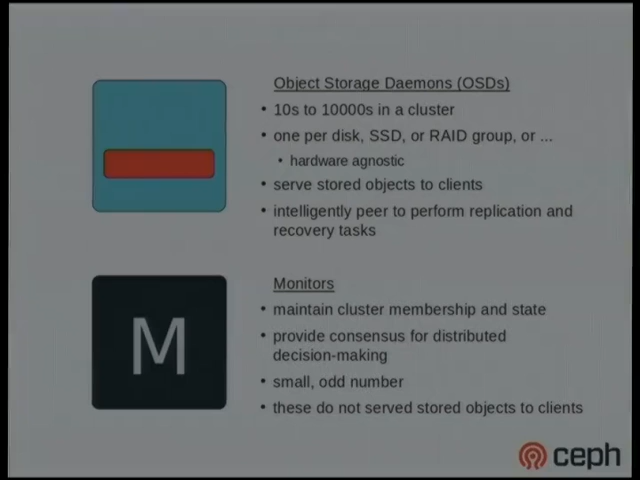 Object Storage Daemons (OSDs)
• 10s to 10000s in a cluster
• one per disk, SSD, or RAID group, or ...
• hardware agnostic
• serve stored objects to clients
• intelligently peer to perform replication and
recovery tasks
M
Monitors
• maintain cluster membership and state
• provide consensus for distributed
decision-making
• small, odd number
• these do not served stored objects to clients
ceph